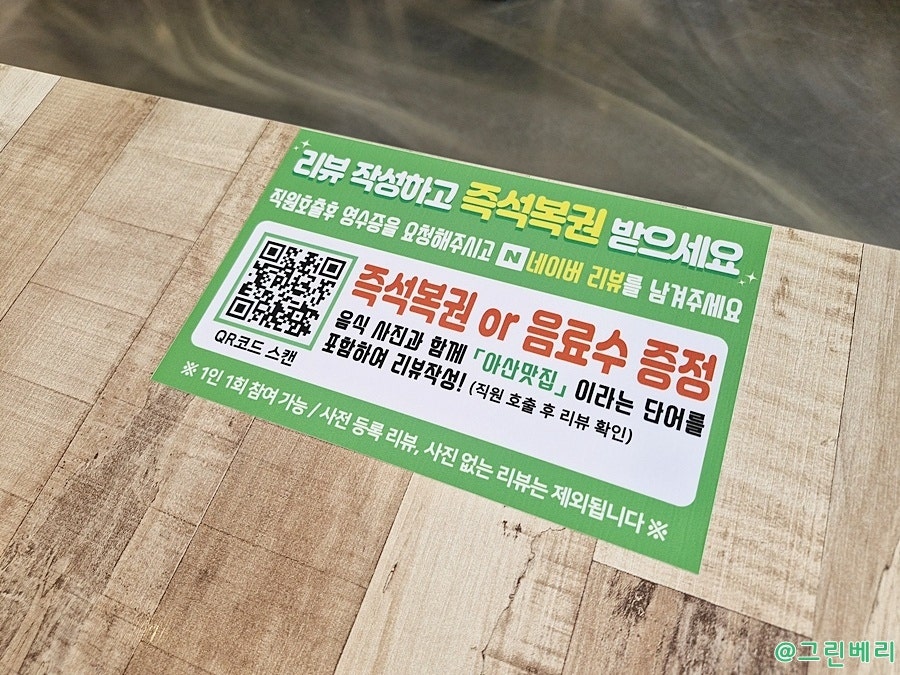 리뷰 작성하고 즉석복권 받으세요
직원호출후 영수증을 요청해주시고 N 네이버 리뷰를 남겨주세요
QR코드 스캔
즉석복권 or 음료수 증정
음식 사진과 함께 「아산맛집」 이라는 단어를
포함하여 리뷰작성! (직원 호출 후 리뷰 확인)
※ 1인 1회 참여 가능 / 사전 등록 리뷰, 사진 없는 리뷰는 제외됩니다 ※
@그린베리